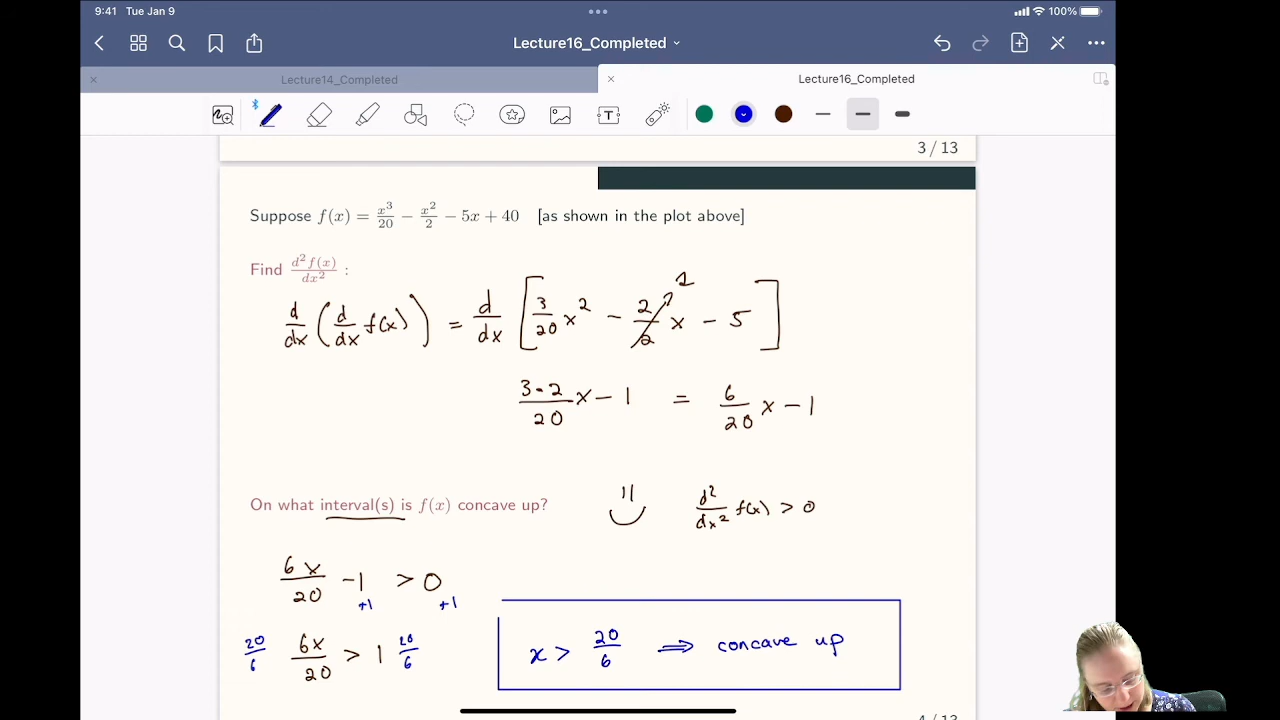 9:41 Tue Jan 9 100%
Lecture16_Completed
Lecture14_Completed Lecture16_Completed
T
3 / 13
Suppose f(x) = x³/20 − x²/2 − 5x + 40 [as shown in the plot above]
Find d²f(x)/dx² :
d/dx (d/dx f(x)) = d/dx [3/20 x² − 2/2 x − 5] 1
3·2/20 x − 1 = 6/20 x − 1
On what interval(s) is f(x) concave up? d²/dx² f(x) > 0
6x/20 − 1 > 0
+1 +1
20/6 6x/20 > 1 20/6
x > 20/6 ⟹ concave up
4 / 13